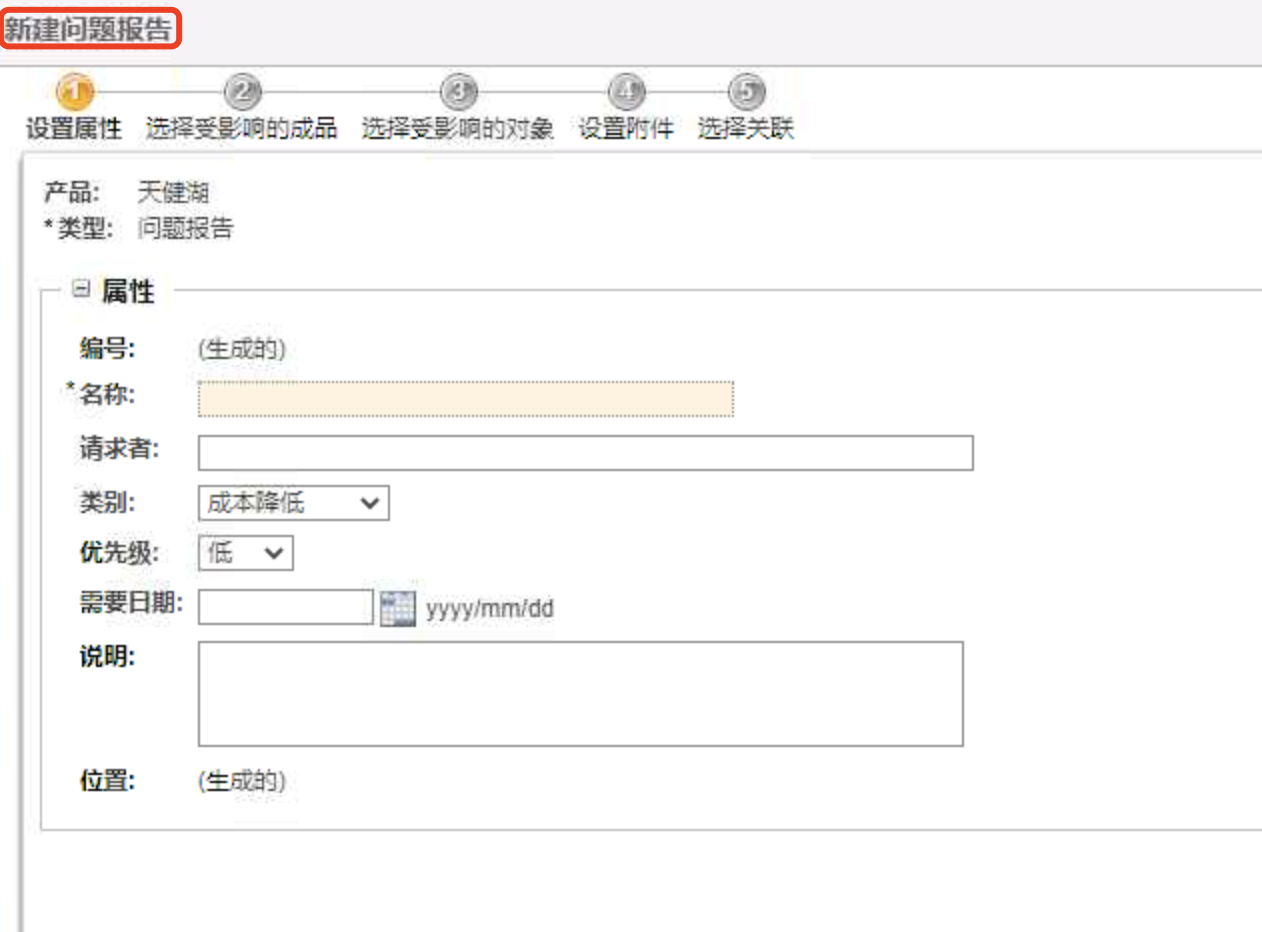 新建问题报告
1 2 3 4 5
设置属性 选择受影响的成品 选择受影响的对象 设置附件 选择关联
产品: 天健湖
*类型: 问题报告
属性
编号: (生成的)
*名称:
请求者:
类别: 成本降低
优先级: 低
需要日期: yyyy/mm/dd
说明:
位置: (生成的)